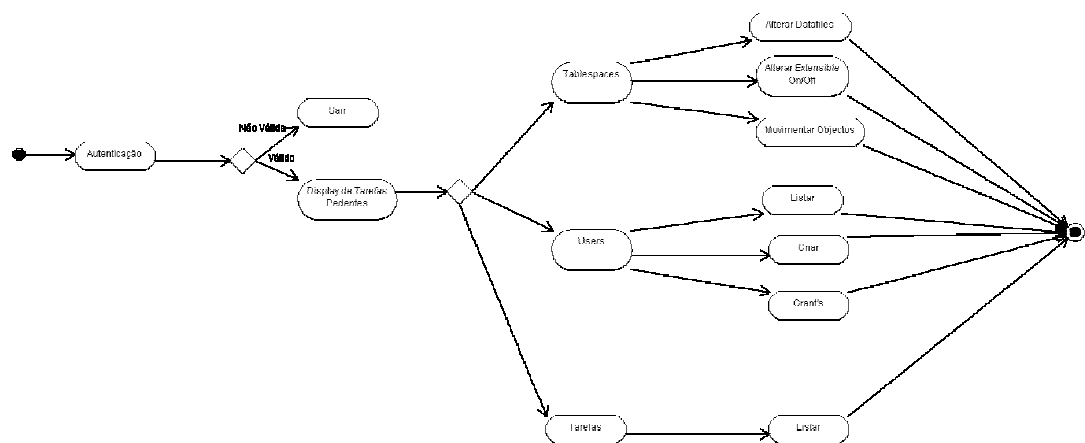 Alterar Datafiles
Tablespaces
Alterar Extensible
On/Off
Sair
Não Válido
Movimentar Objectos
Autenticação
Válido
Display de Tarefas
Pedentes
Listar
Users
Criar
Grant's
Tarefas
Listar